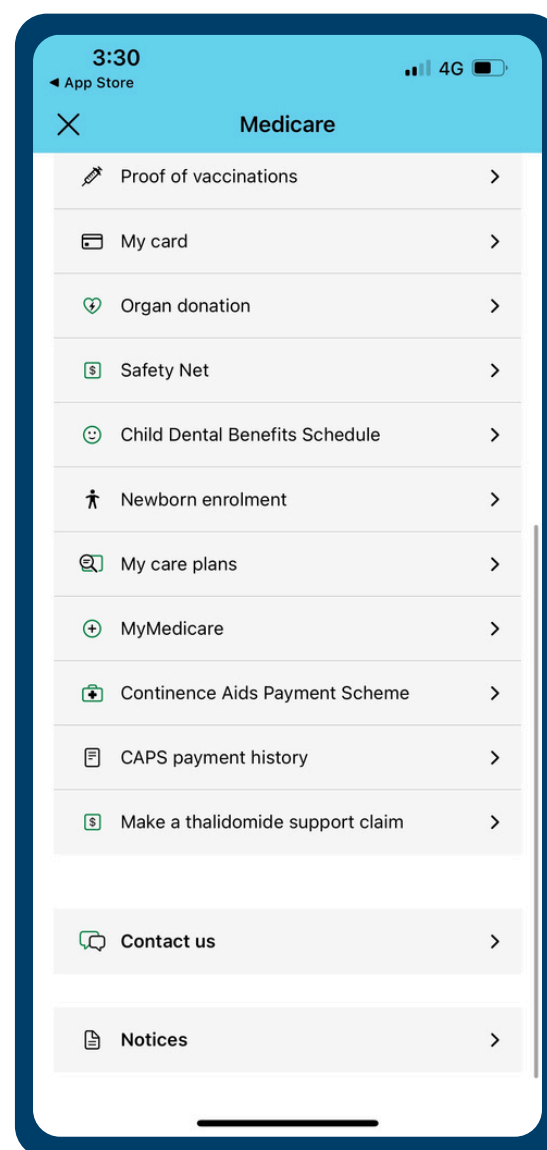 3:30
4G
◀ App Store
Medicare
Proof of vaccinations
My card
Organ donation
$ Safety Net
Child Dental Benefits Schedule
Newborn enrolment
My care plans
MyMedicare
Continence Aids Payment Scheme
CAPS payment history
$ Make a thalidomide support claim
Contact us
Notices